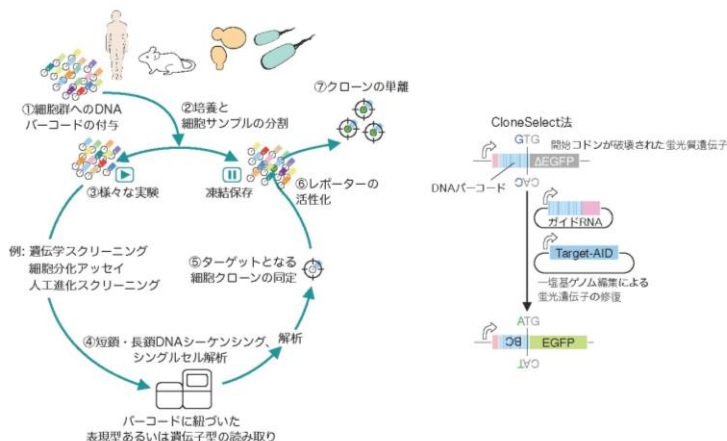 ①細胞群へのDNA
バーコードの付与
②培養と
細胞サンプルの分割
③様々な実験
凍結保存
例: 遺伝学スクリーニング
細胞分化アッセイ
人工進化スクリーニング
④短鎖・長鎖DNAシーケンシング、
シングルセル解析
バーコードに紐づいた
表現型あるいは遺伝子型の読み取り
解析
⑤ターゲットとなる
細胞クローンの同定
⑥レポーターの
活性化
⑦クローンの単離
CloneSelect法
GTG
開始コドンが破壊された蛍光質遺伝子
ΔEGFP
CAC
DNAバーコード
ガイドRNA
Target-AID
一塩基ゲノム編集による
蛍光遺伝子の修復
ATG
BC
EGFP
CAT